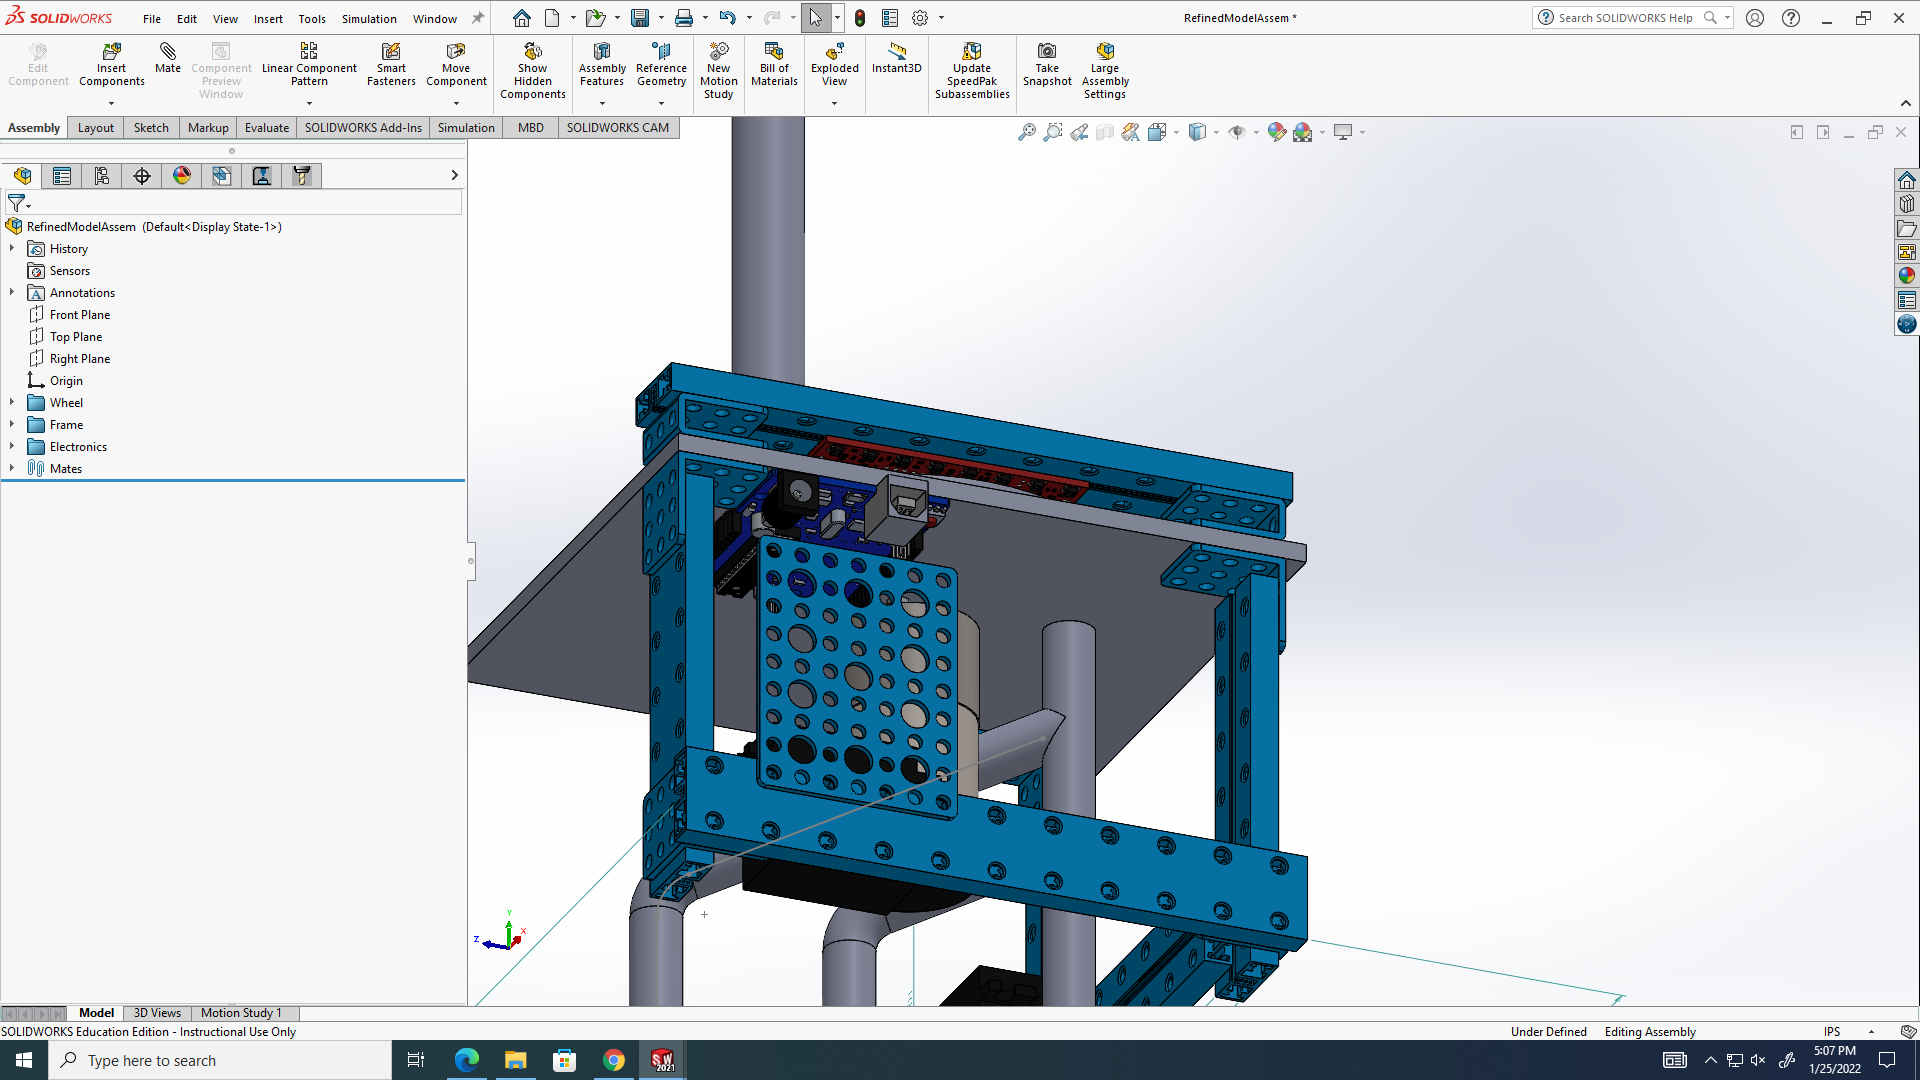 SOLIDWORKS File Edit View Insert Tools Simulation Window RefinedModelAssem * Search SOLIDWORKS Help
Edit Component
Insert Components
Mate
Component Preview Window
Linear Component Pattern
Smart Fasteners
Move Component
Show Hidden Components
Assembly Features
Reference Geometry
New Motion Study
Bill of Materials
Exploded View
Instant3D
Update SpeedPak Subassemblies
Take Snapshot
Large Assembly Settings
Assembly Layout Sketch Markup Evaluate SOLIDWORKS Add-Ins Simulation MBD SOLIDWORKS CAM
RefinedModelAssem (Default<Display State-1>)
History
Sensors
Annotations
Front Plane
Top Plane
Right Plane
Origin
Wheel
Frame
Electronics
Mates
Y
X
Z
Model 3D Views Motion Study 1
SOLIDWORKS Education Edition - Instructional Use Only Under Defined Editing Assembly IPS
Type here to search
SW 2021
5:07 PM
1/25/2022